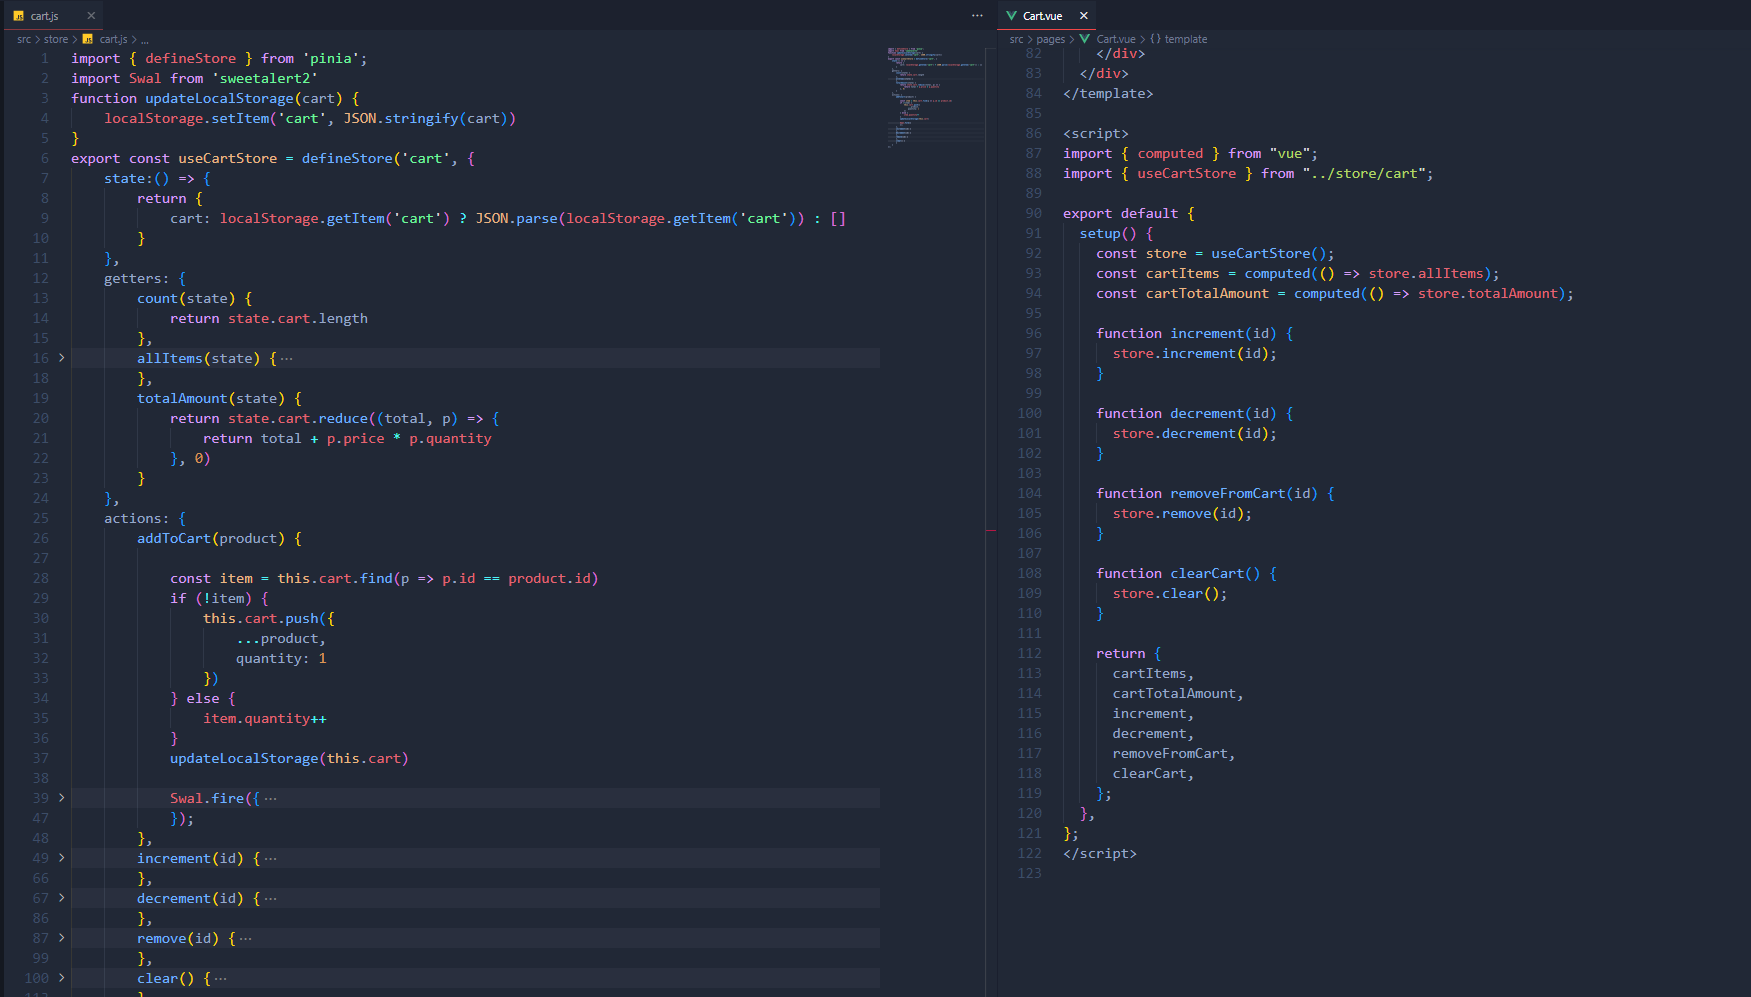 cart.js
src > store > cart.js > ...
1 import { defineStore } from 'pinia';
2 import Swal from 'sweetalert2'
3 function updateLocalStorage(cart) {
4 localStorage.setItem('cart', JSON.stringify(cart))
5 }
6 export const useCartStore = defineStore('cart', {
7 state:() => {
8 return {
9 cart: localStorage.getItem('cart') ? JSON.parse(localStorage.getItem('cart')) : []
10 }
11 },
12 getters: {
13 count(state) {
14 return state.cart.length
15 },
16 allItems(state) { ...
18 },
19 totalAmount(state) {
20 return state.cart.reduce((total, p) => {
21 return total + p.price * p.quantity
22 }, 0)
23 }
24 },
25 actions: {
26 addToCart(product) {
27
28 const item = this.cart.find(p => p.id == product.id)
29 if (!item) {
30 this.cart.push({
31 ...product,
32 quantity: 1
33 })
34 } else {
35 item.quantity++
36 }
37 updateLocalStorage(this.cart)
38
39 Swal.fire({ ...
47 });
48 },
49 increment(id) { ...
66 },
67 decrement(id) { ...
86 },
87 remove(id) { ...
99 },
100 clear() { ...
Cart.vue
src > pages > Cart.vue > {} template
82 </div>
83 </div>
84 </template>
85
86 <script>
87 import { computed } from "vue";
88 import { useCartStore } from "../store/cart";
89
90 export default {
91 setup() {
92 const store = useCartStore();
93 const cartItems = computed(() => store.allItems);
94 const cartTotalAmount = computed(() => store.totalAmount);
95
96 function increment(id) {
97 store.increment(id);
98 }
99
100 function decrement(id) {
101 store.decrement(id);
102 }
103
104 function removeFromCart(id) {
105 store.remove(id);
106 }
107
108 function clearCart() {
109 store.clear();
110 }
111
112 return {
113 cartItems,
114 cartTotalAmount,
115 increment,
116 decrement,
117 removeFromCart,
118 clearCart,
119 };
120 },
121 };
122 </script>
123